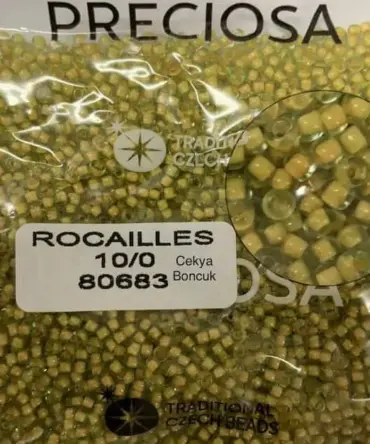 PRECIOSA
TRADITIONAL
CZECH
ROCAILLES
10/0 Cekya
80683 Boncuk
OSA
TRADITIONAL
CZECH BEADS